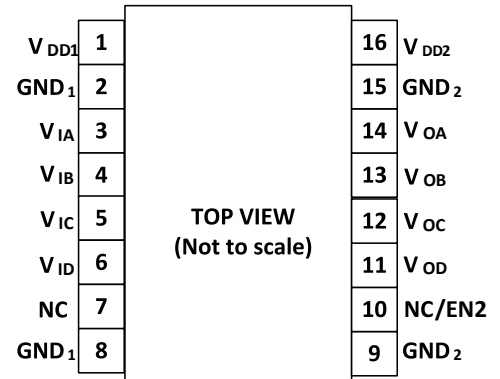 V DD1 1 16 V DD2
GND 1 2 15 GND 2
V IA 3 14 V OA
V IB 4 13 V OB
V IC 5 12 V OC
TOP VIEW
(Not to scale)
V ID 6 11 V OD
NC 7 10 NC/EN2
GND 1 8 9 GND 2